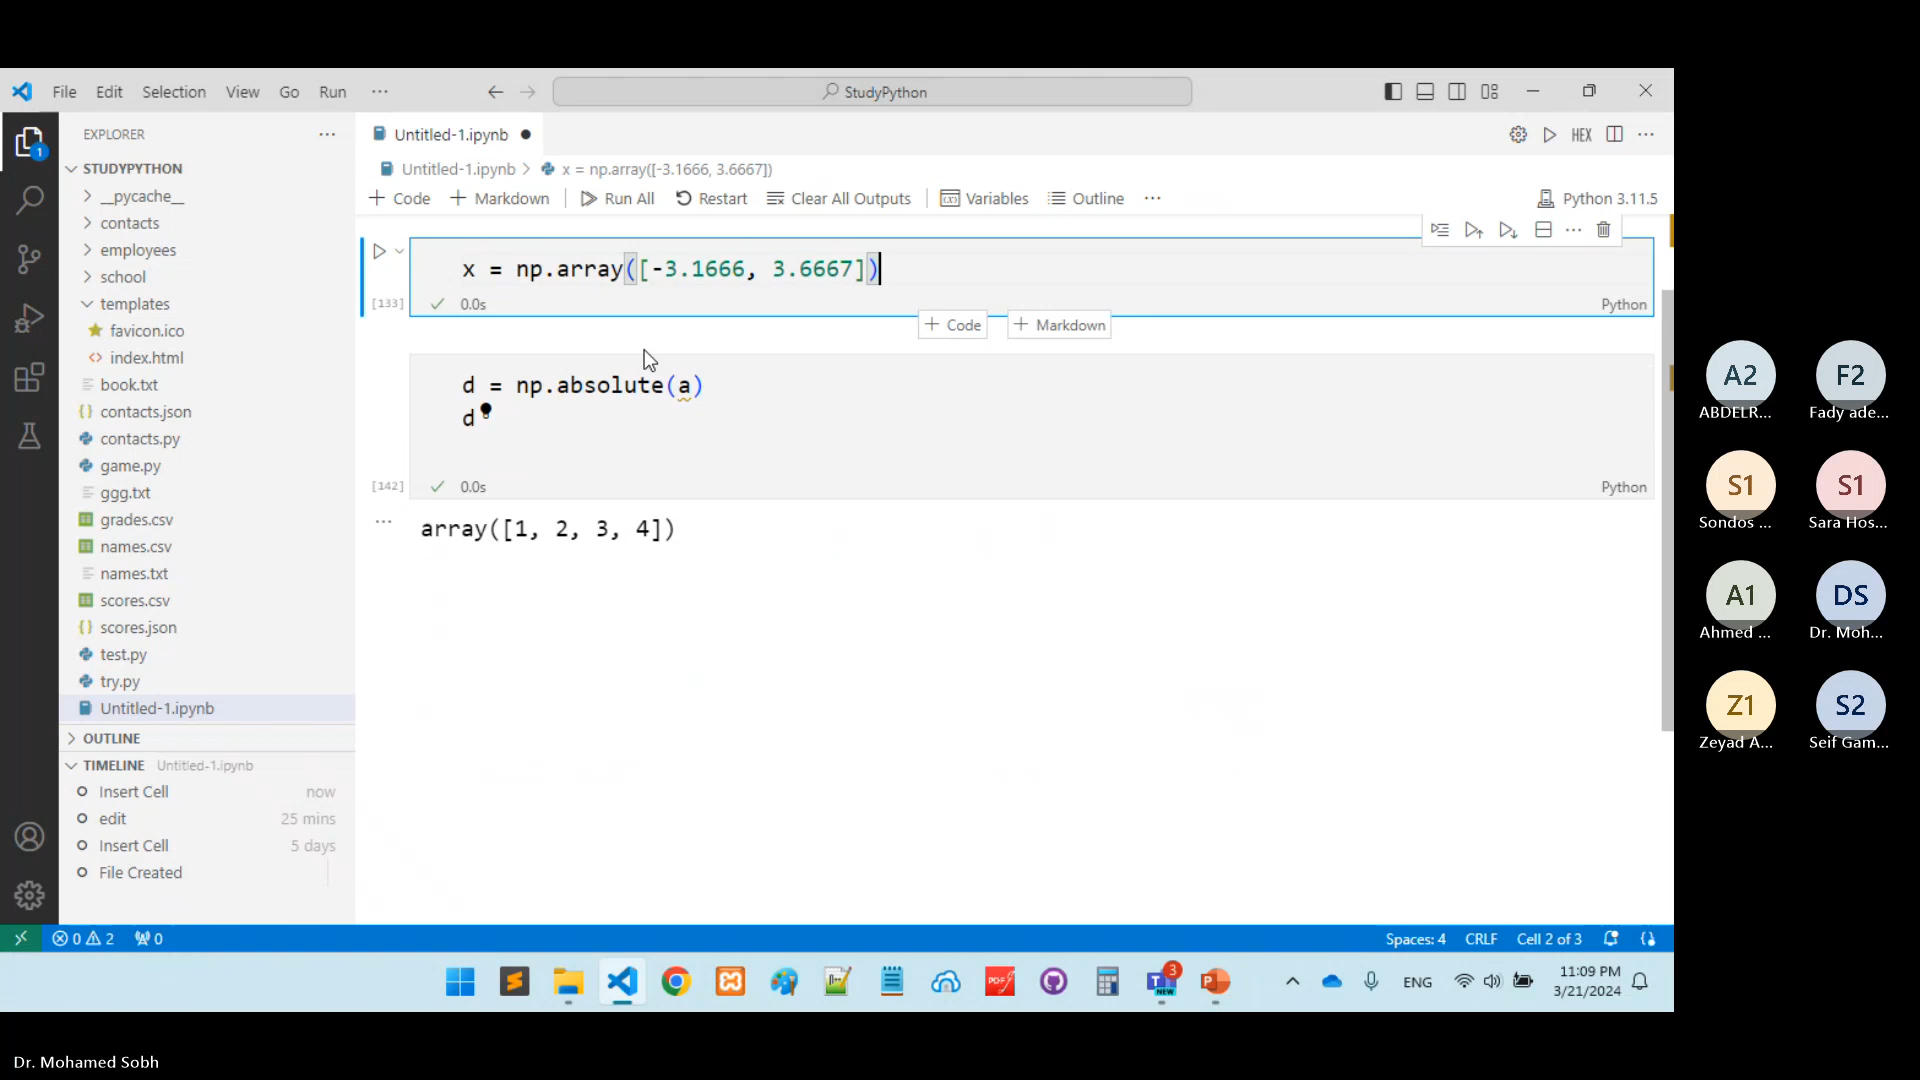 File Edit Selection View Go Run ···
StudyPython
EXPLORER
STUDYPYTHON
__pycache__
contacts
employees
school
templates
favicon.ico
index.html
book.txt
contacts.json
contacts.py
game.py
ggg.txt
grades.csv
names.csv
names.txt
scores.csv
scores.json
test.py
try.py
Untitled-1.ipynb
OUTLINE
TIMELINE Untitled-1.ipynb
Insert Cell now
edit 25 mins
Insert Cell 5 days
File Created
1
Untitled-1.ipynb
HEX
Untitled-1.ipynb > x = np.array([-3.1666, 3.6667])
+ Code + Markdown Run All Restart Clear All Outputs Variables Outline ··· Python 3.11.5
x = np.array([-3.1666, 3.6667])
[133] 0.0s Python
+ Code + Markdown
d = np.absolute(a)
d
[142] 0.0s Python
array([1, 2, 3, 4])
0 2 0 Spaces: 4 CRLF Cell 2 of 3
PDF
3
NEW
ENG
11:09 PM
3/21/2024
A2 F2
ABDELR... Fady ade...
S1 S1
Sondos ... Sara Hos...
A1 DS
Ahmed ... Dr. Moh...
Z1 S2
Zeyad A... Seif Gam...
Dr. Mohamed Sobh